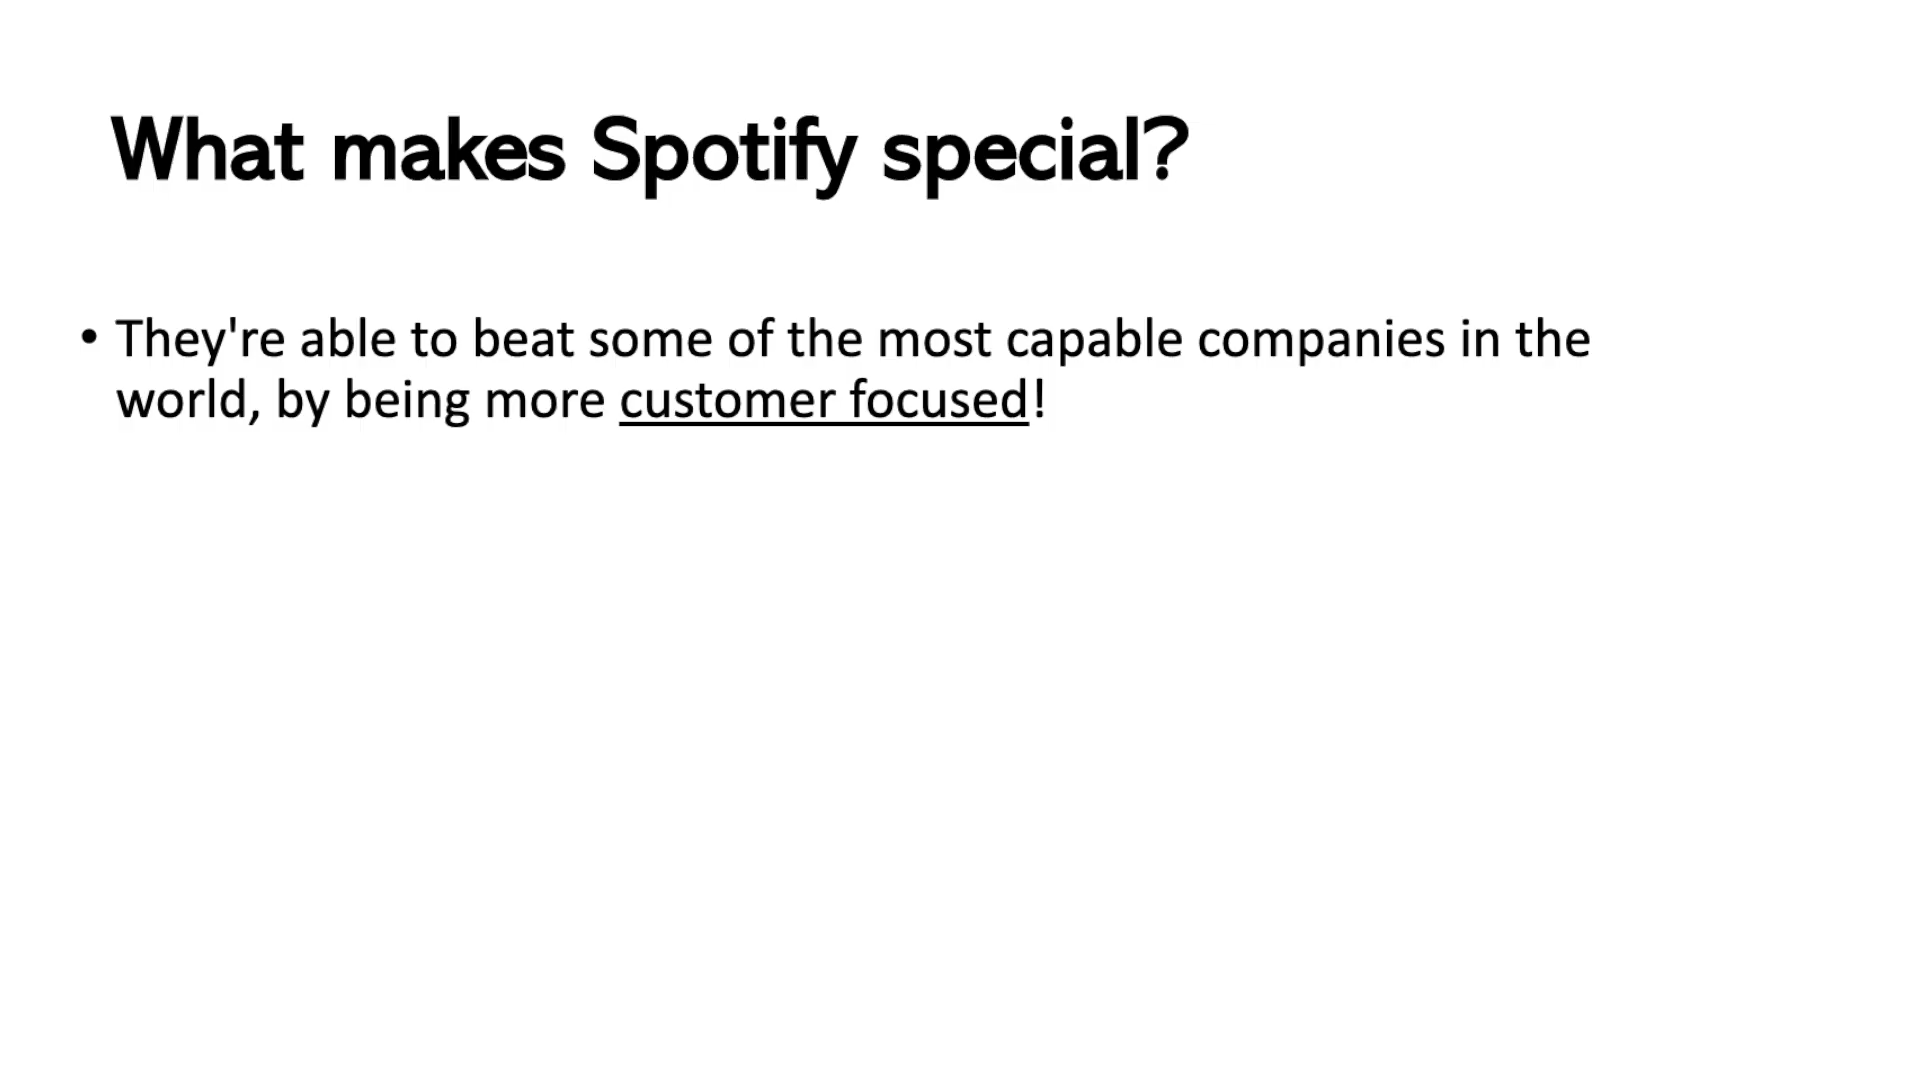 What makes Spotify special?
• They're able to beat some of the most capable companies in the
world, by being more customer focused!